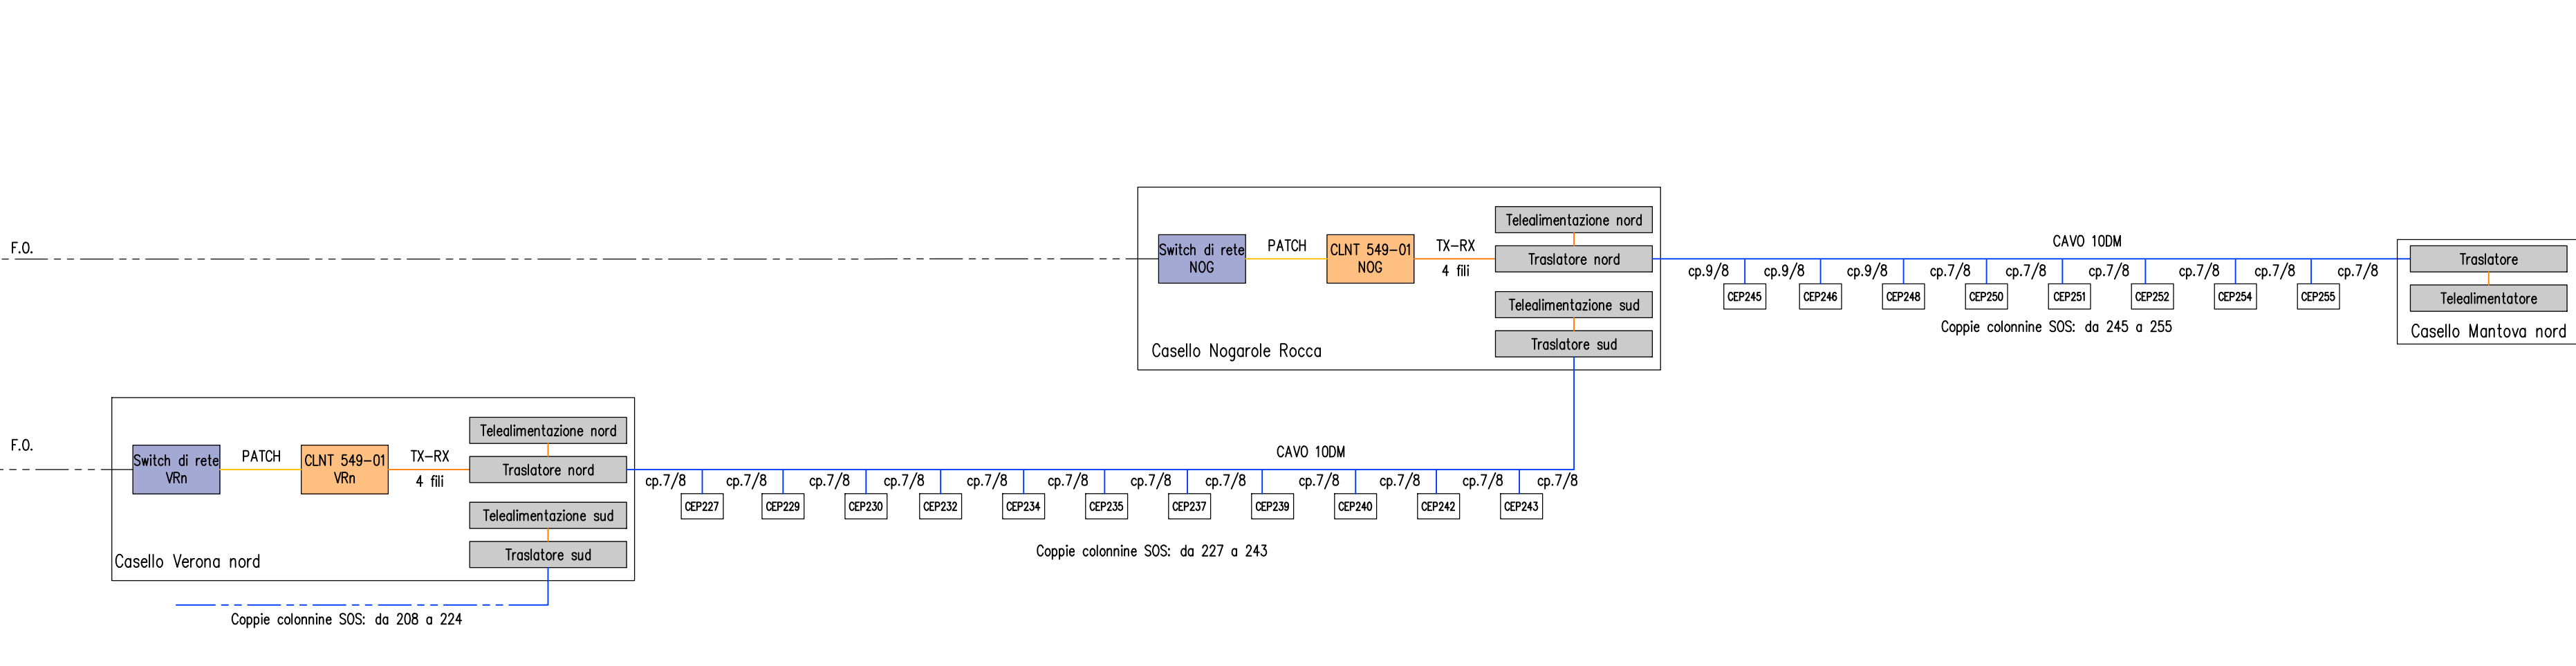 F.O.
Switch di rete
NOG
PATCH
CLNT 549-01
NOG
TX-RX
4 fili
Telealimentazione nord
Traslatore nord
Telealimentazione sud
Traslatore sud
Casello Nogarole Rocca
CAVO 10DM
cp.9/8
cp.9/8
cp.9/8
cp.7/8
cp.7/8
cp.7/8
cp.7/8
cp.7/8
cp.7/8
CEP245
CEP246
CEP248
CEP250
CEP251
CEP252
CEP254
CEP255
Coppie colonnine SOS: da 245 a 255
Traslatore
Telealimentatore
Casello Mantova nord
F.O.
Switch di rete
VRn
PATCH
CLNT 549-01
VRn
TX-RX
4 fili
Telealimentazione nord
Traslatore nord
Telealimentazione sud
Traslatore sud
Casello Verona nord
CAVO 10DM
cp.7/8
cp.7/8
cp.7/8
cp.7/8
cp.7/8
cp.7/8
cp.7/8
cp.7/8
cp.7/8
cp.7/8
cp.7/8
cp.7/8
CEP227
CEP229
CEP230
CEP232
CEP234
CEP235
CEP237
CEP239
CEP240
CEP242
CEP243
Coppie colonnine SOS: da 227 a 243
Coppie colonnine SOS: da 208 a 224